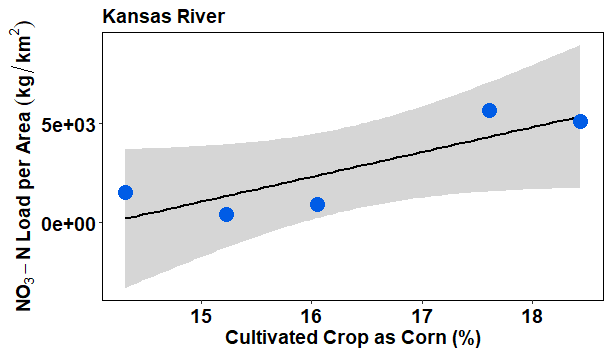 Kansas River
NO₃−N Load per Area (kg/km²)
5e+03
0e+00
15 16 17 18
Cultivated Crop as Corn (%)